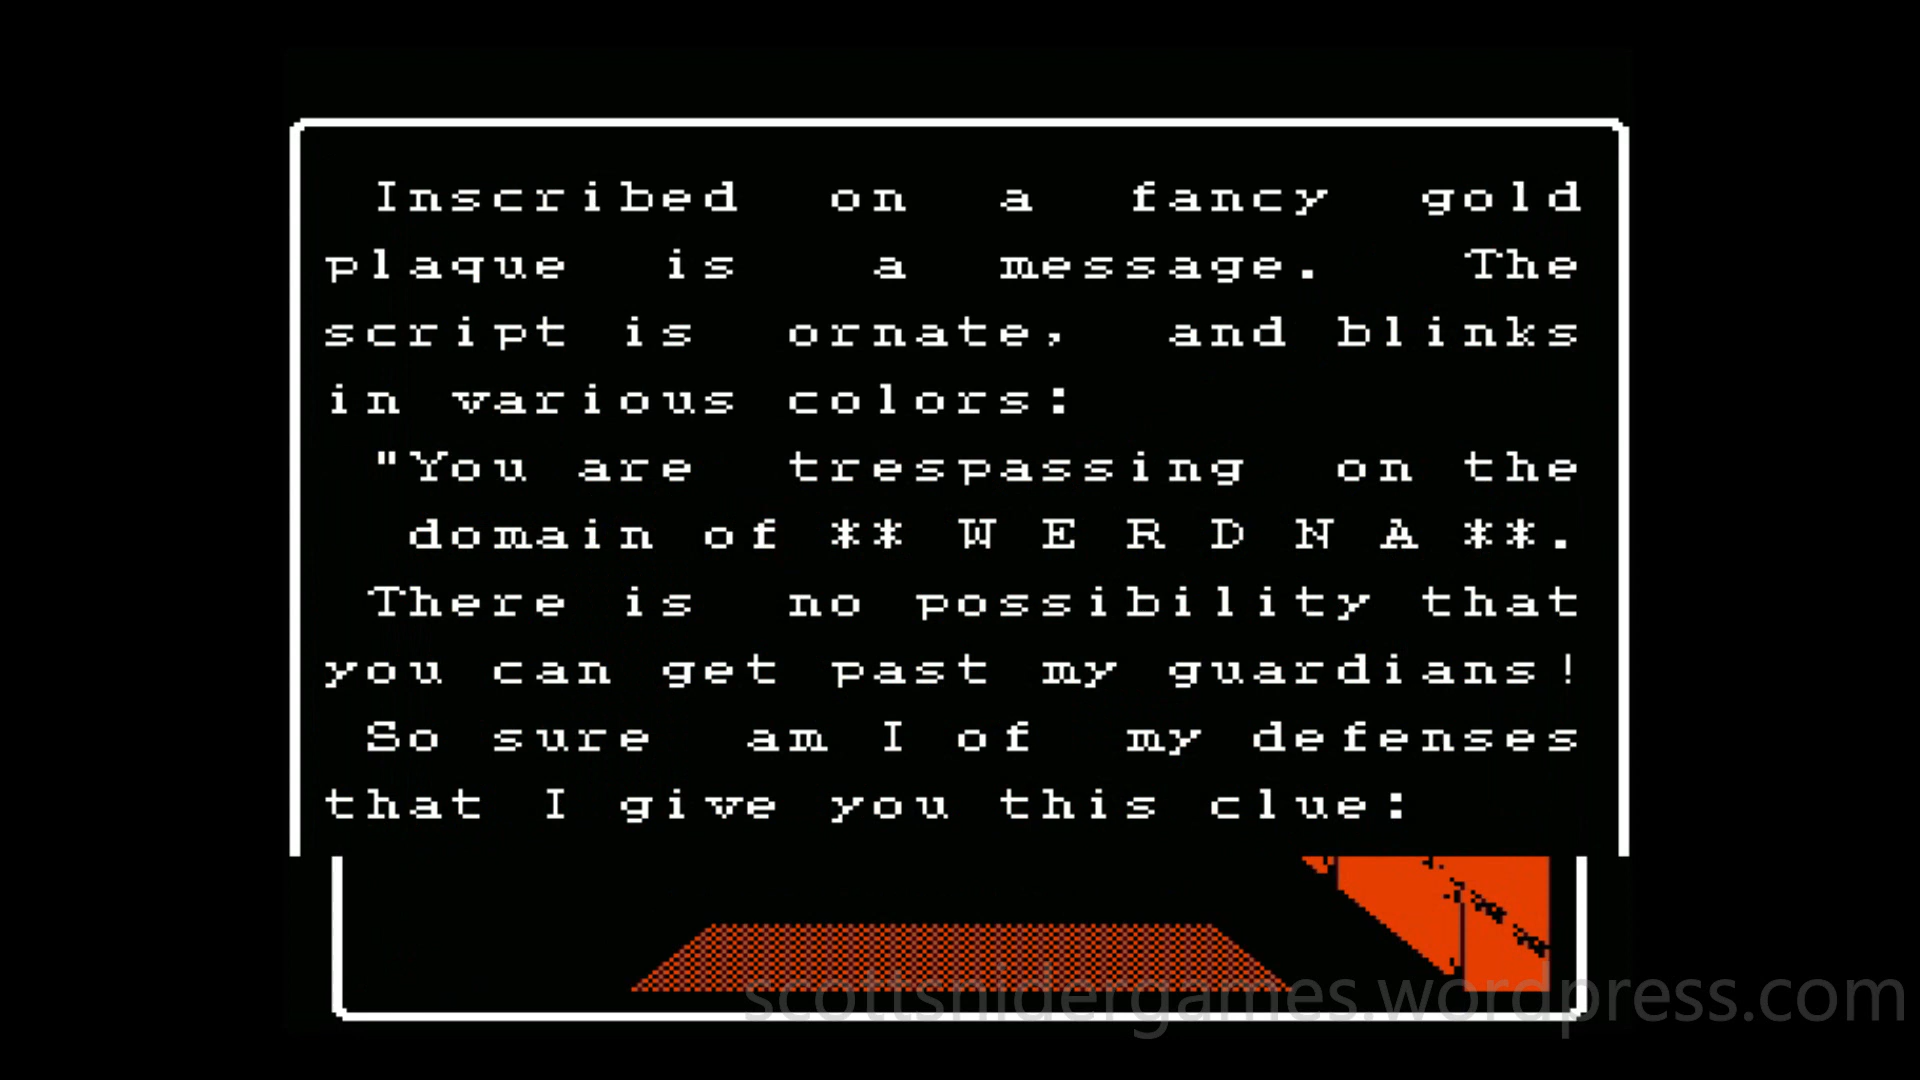 Inscribed on a fancy gold
plaque is a message. The
script is ornate, and blinks
in various colors:
"You are trespassing on the
domain of ** W E R D N A **.
There is no possibility that
you can get past my guardians!
So sure am I of my defenses
that I give you this clue:
scottsnidergames.wordpress.com